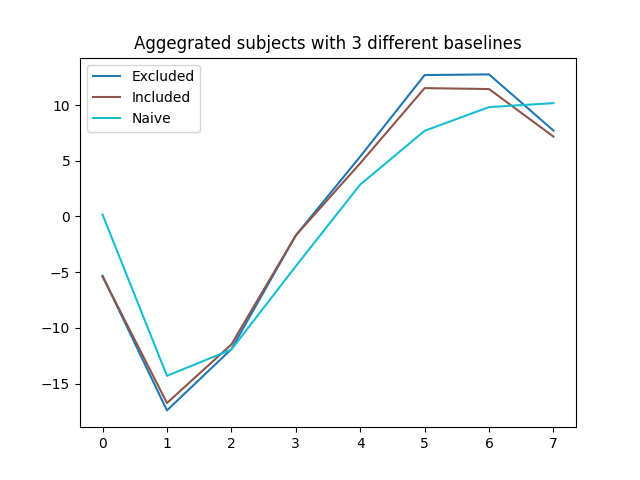 Aggegrated subjects with 3 different baselines
Excluded
Included
Naive
10
5
0
−5
−10
−15
0 1 2 3 4 5 6 7